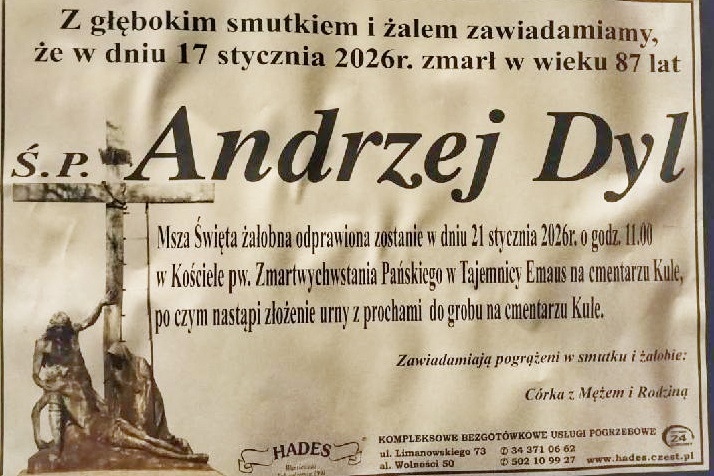 Z głębokim smutkiem i żalem zawiadamiamy,
że w dniu 17 stycznia 2026r. zmarł w wieku 87 lat
Ś.P. Andrzej Dyl
Msza Święta żałobna odprawiona zostanie w dniu 21 stycznia 2026r. o godz. 11.00
w Kościele pw. Zmartwychwstania Pańskiego w Tajemnicy Emaus na cmentarzu Kule,
po czym nastąpi złożenie urny z prochami do grobu na cmentarzu Kule.
Zawiadamiają pogrążeni w smutku i żałobie:
Córka z Mężem i Rodziną
HADES
KOMPLEKSOWE BEZGOTÓWKOWE USŁUGI POGRZEBOWE
ul. Limanowskiego 73 ✆ 34 371 06 62
al. Wolności 50 ✆ 502 10 99 27 www.hades.czest.pl
24